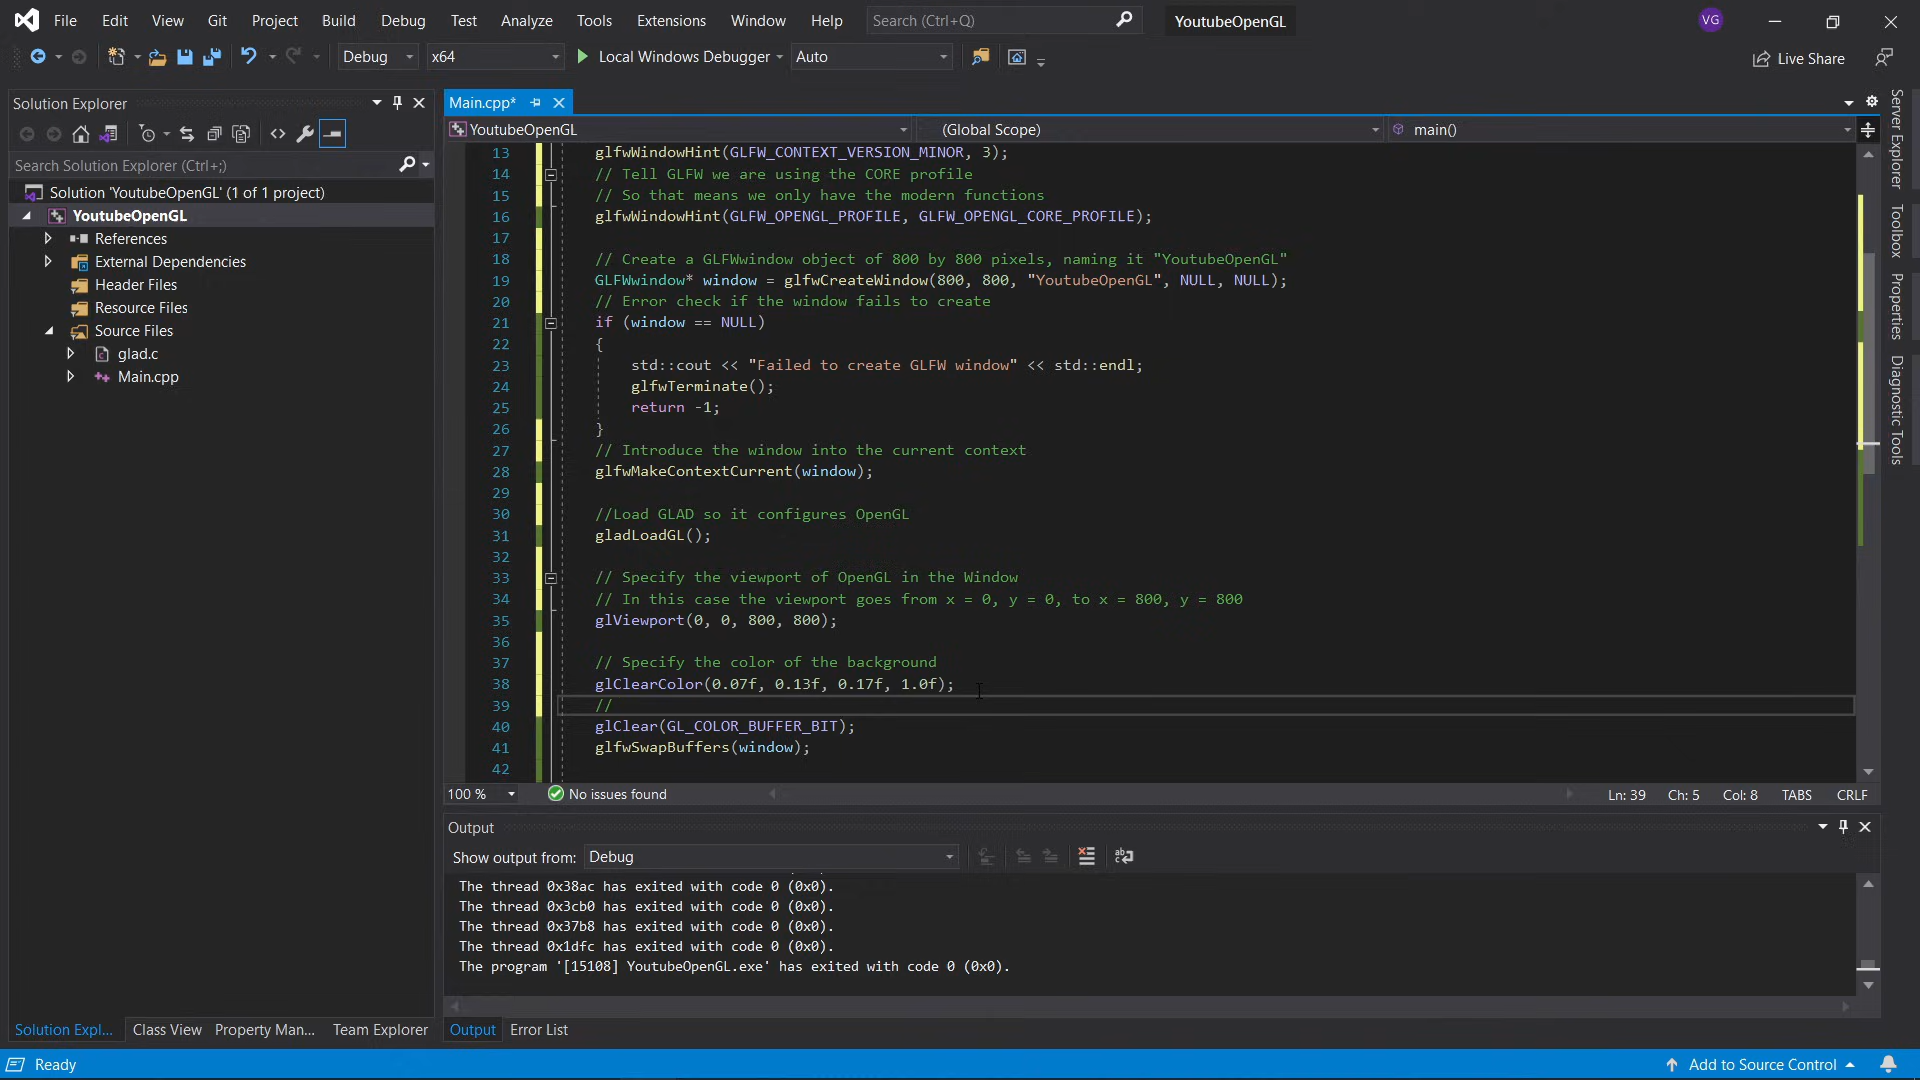 File Edit View Git Project Build Debug Test Analyze Tools Extensions Window Help Search (Ctrl+Q) YoutubeOpenGL VG
Debug x64 Local Windows Debugger Auto Live Share
Solution Explorer
Search Solution Explorer (Ctrl+;)
Solution 'YoutubeOpenGL' (1 of 1 project)
YoutubeOpenGL
References
External Dependencies
Header Files
Resource Files
Source Files
glad.c
Main.cpp
Solution Expl... Class View Property Man... Team Explorer
Main.cpp*
YoutubeOpenGL (Global Scope) main()
13 glfwWindowHint(GLFW_CONTEXT_VERSION_MINOR, 3);
14 // Tell GLFW we are using the CORE profile
15 // So that means we only have the modern functions
16 glfwWindowHint(GLFW_OPENGL_PROFILE, GLFW_OPENGL_CORE_PROFILE);
17
18 // Create a GLFWwindow object of 800 by 800 pixels, naming it "YoutubeOpenGL"
19 GLFWwindow* window = glfwCreateWindow(800, 800, "YoutubeOpenGL", NULL, NULL);
20 // Error check if the window fails to create
21 if (window == NULL)
22 {
23 std::cout << "Failed to create GLFW window" << std::endl;
24 glfwTerminate();
25 return -1;
26 }
27 // Introduce the window into the current context
28 glfwMakeContextCurrent(window);
29
30 //Load GLAD so it configures OpenGL
31 gladLoadGL();
32
33 // Specify the viewport of OpenGL in the Window
34 // In this case the viewport goes from x = 0, y = 0, to x = 800, y = 800
35 glViewport(0, 0, 800, 800);
36
37 // Specify the color of the background
38 glClearColor(0.07f, 0.13f, 0.17f, 1.0f);
39 //
40 glClear(GL_COLOR_BUFFER_BIT);
41 glfwSwapBuffers(window);
42
100 % No issues found Ln: 39 Ch: 5 Col: 8 TABS CRLF
Output
Show output from: Debug
The thread 0x38ac has exited with code 0 (0x0).
The thread 0x3cb0 has exited with code 0 (0x0).
The thread 0x37b8 has exited with code 0 (0x0).
The thread 0x1dfc has exited with code 0 (0x0).
The program '[15108] YoutubeOpenGL.exe' has exited with code 0 (0x0).
Output Error List
Server Explorer
Toolbox
Properties
Diagnostic Tools
Ready Add to Source Control